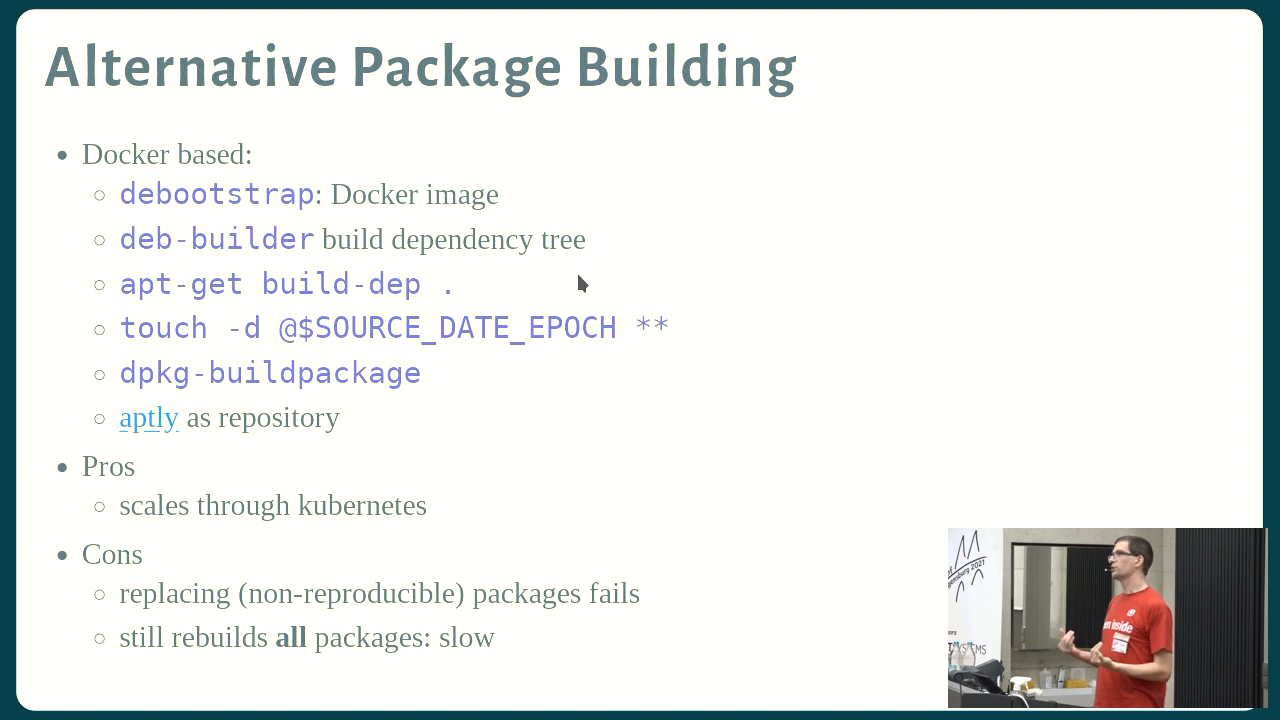 Alternative Package Building
Docker based:
debootstrap: Docker image
deb-builder build dependency tree
apt-get build-dep .
touch -d @$SOURCE_DATE_EPOCH **
dpkg-buildpackage
aptly as repository
Pros
scales through kubernetes
Cons
replacing (non-reproducible) packages fails
still rebuilds all packages: slow
2021
inside